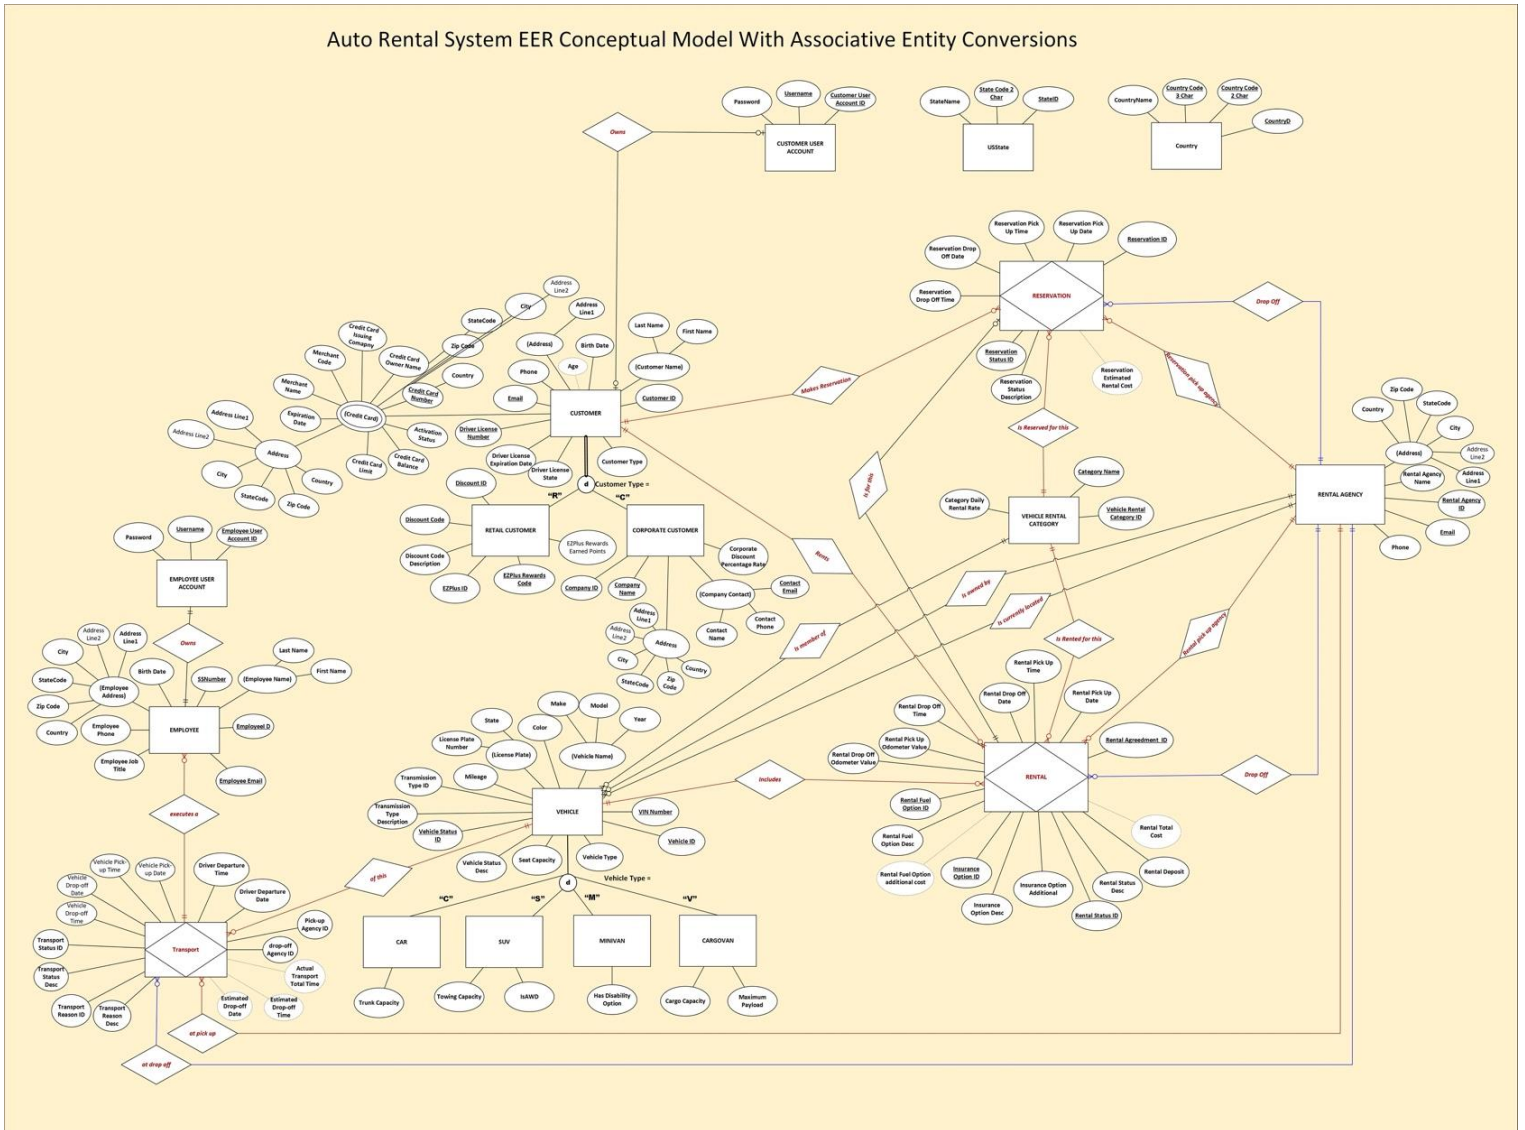 Auto Rental System EER Conceptual Model With Associative Entity Conversions
Password
Username
Customer User
Account ID
CUSTOMER USER
ACCOUNT
Owns
StateName
State Code 2
Char
StateID
USState
CountryName
Country Code
3 Char
Country Code
2 Char
CountryD
Country
Reservation Drop
Off Date
Reservation Pick
Up Time
Reservation Pick
Up Date
Reservation ID
Reservation
Drop Off Time
RESERVATION
Reservation
Status ID
Reservation
Status
Description
Reservation
Estimated
Rental Cost
Drop Off
Reservation pick up agency
Makes Reservation
Is Reserved for this
Is for this
Address
Line2
City
StateCode
Zip Code
Country
Credit Card
Issuing
Comapny
Credit Card
Owner Name
Merchant
Code
Merchant
Name
Credit Card
Number
(Credit Card)
Expiration
Date
Activation
Status
Credit Card
Limit
Credit Card
Balance
Address Line1
Address Line2
Address
City
StateCode
Zip Code
Country
Address
Line1
(Address)
Birth Date
Age
Phone
Email
Last Name
First Name
(Customer Name)
Customer ID
CUSTOMER
Driver License
Number
Driver License
Expiration Date
Driver License
State
Customer Type
d
Customer Type =
"R"
"C"
Discount ID
Discount Code
Discount Code
Description
EZPlus ID
EZPlus Rewards
Code
EZPlus Rewards
Earned Points
RETAIL CUSTOMER
CORPORATE CUSTOMER
Corporate
Discount
Percentage Rate
Company ID
Company
Name
(Company Contact)
Contact
Email
Contact
Phone
Contact
Name
Address
Line1
Address
Line2
Address
City
StateCode
Zip
Code
Country
Rents
Category Name
Category Daily
Rental Rate
Vehicle Rental
Category ID
VEHICLE RENTAL
CATEGORY
Zip Code
StateCode
Country
City
(Address)
Address
Line2
Address
Line1
Rental Agency
Name
Rental Agency
ID
Email
Phone
RENTAL AGENCY
Is owned by
Is currently located
Is member of
Is Rented for this
Rental pick up agency
Password
Username
Employee User
Account ID
EMPLOYEE USER
ACCOUNT
Owns
Address
Line2
Address
Line1
City
StateCode
Zip Code
Country
(Employee
Address)
Birth Date
SSNumber
Last Name
First Name
(Employee Name)
EmployeeI D
Employee
Phone
Employee Job
Title
Employee Email
EMPLOYEE
executes a
State
License Plate
Number
(License Plate)
Color
Make
Model
Year
(Vehicle Name)
Mileage
Transmission
Type ID
Transmission
Type
Description
Vehicle Status
ID
Vehicle Status
Desc
Seat Capacity
Vehicle Type
VIN Number
Vehicle ID
VEHICLE
Includes
of this
d
Vehicle Type =
"C"
"S"
"M"
"V"
CAR
SUV
MINIVAN
CARGOVAN
Trunk Capacity
Towing Capacity
IsAWD
Has Disability
Option
Cargo Capacity
Maximum
Payload
Rental Pick Up
Time
Rental Drop Off
Date
Rental Pick Up
Date
Rental Drop Off
Time
Rental Pick Up
Odometer Value
Rental Drop Off
Odometer Value
Rental Agreedment ID
RENTAL
Drop Off
Rental Fuel
Option ID
Rental Fuel
Option Desc
Rental Fuel Option
additional cost
Insurance
Option ID
Insurance
Option Desc
Insurance Option
Additional
Rental Status
Desc
Rental Status ID
Rental Deposit
Rental Total
Cost
Vehicle Pick-
up Time
Vehicle Pick-
up Date
Driver Departure
Time
Driver Departure
Date
Vehicle
Drop-off
Date
Vehicle
Drop-off
Time
Pick-up
Agency ID
drop-off
Agency ID
Transport
Status ID
Transport
Status
Desc
Transport
Reason ID
Transport
Reason
Desc
Estimated
Drop-off
Date
Estimated
Drop-off
Time
Actual
Transport
Total Time
Transport
at pick up
at drop off